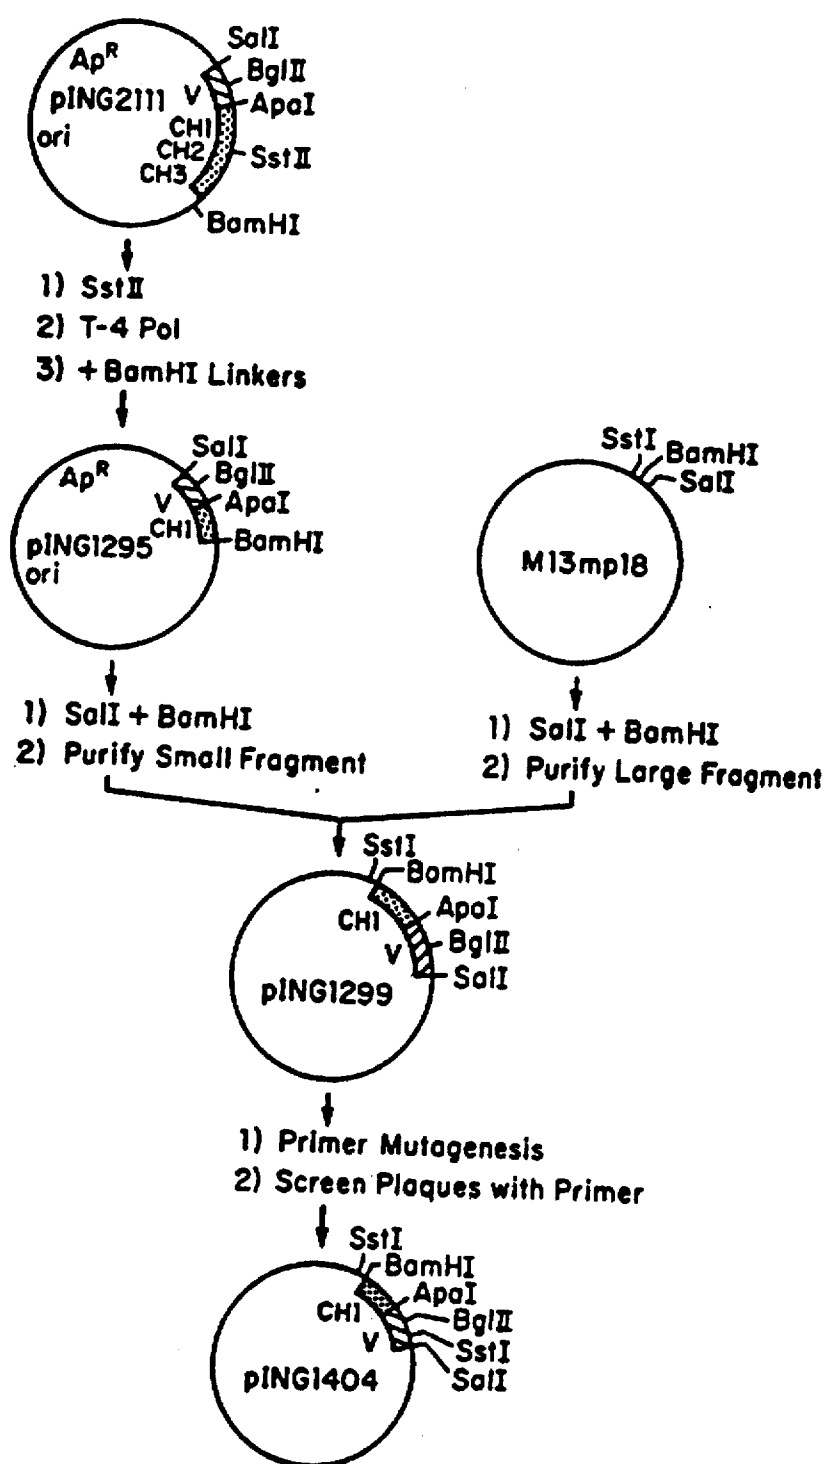 SalI
Ap^R
BglII
pING2111
V
ApaI
ori
CH1
CH2
SstII
CH3
BamHI
1) SstII
2) T-4 Pol
3) + BamHI Linkers
SalI
Ap^R
BglII
V
ApaI
CH1
BamHI
pING1295
ori
SstI
BamHI
SalI
M13mp18
1) SalI + BamHI
2) Purify Small Fragment
1) SalI + BamHI
2) Purify Large Fragment
SstI
BamHI
ApaI
CH1
BglII
V
SalI
pING1299
1) Primer Mutagenesis
2) Screen Plaques with Primer
SstI
BamHI
ApaI
CH1
BglII
V
SstI
SalI
pING1404